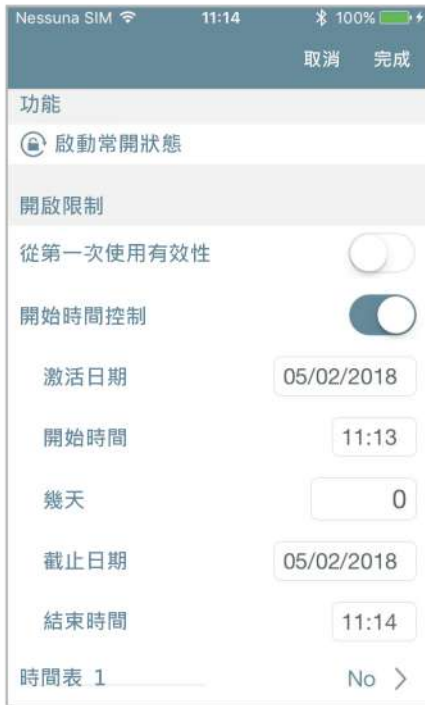 Nessuna SIM 11:14 100%
取消 完成
功能
啟動常開狀態
開啟限制
從第一次使用有效性
開始時間控制
激活日期 05/02/2018
開始時間 11:13
幾天 0
截止日期 05/02/2018
結束時間 11:14
時間表 1 No